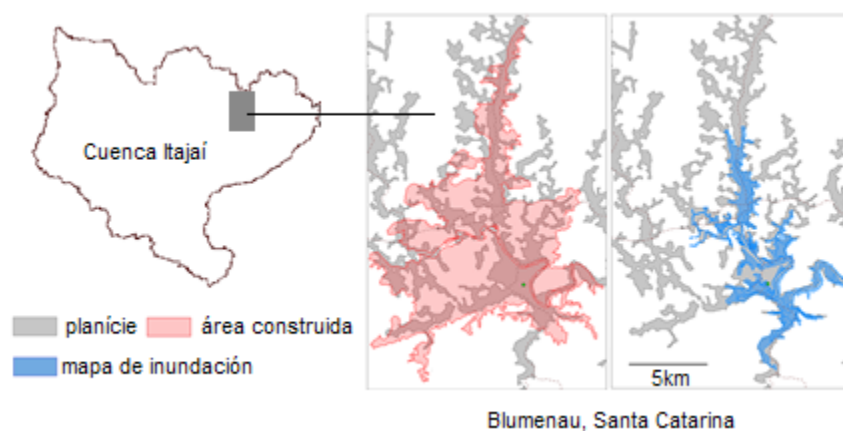 Cuenca Itajaí
planície
área construida
mapa de inundación
5km
Blumenau, Santa Catarina